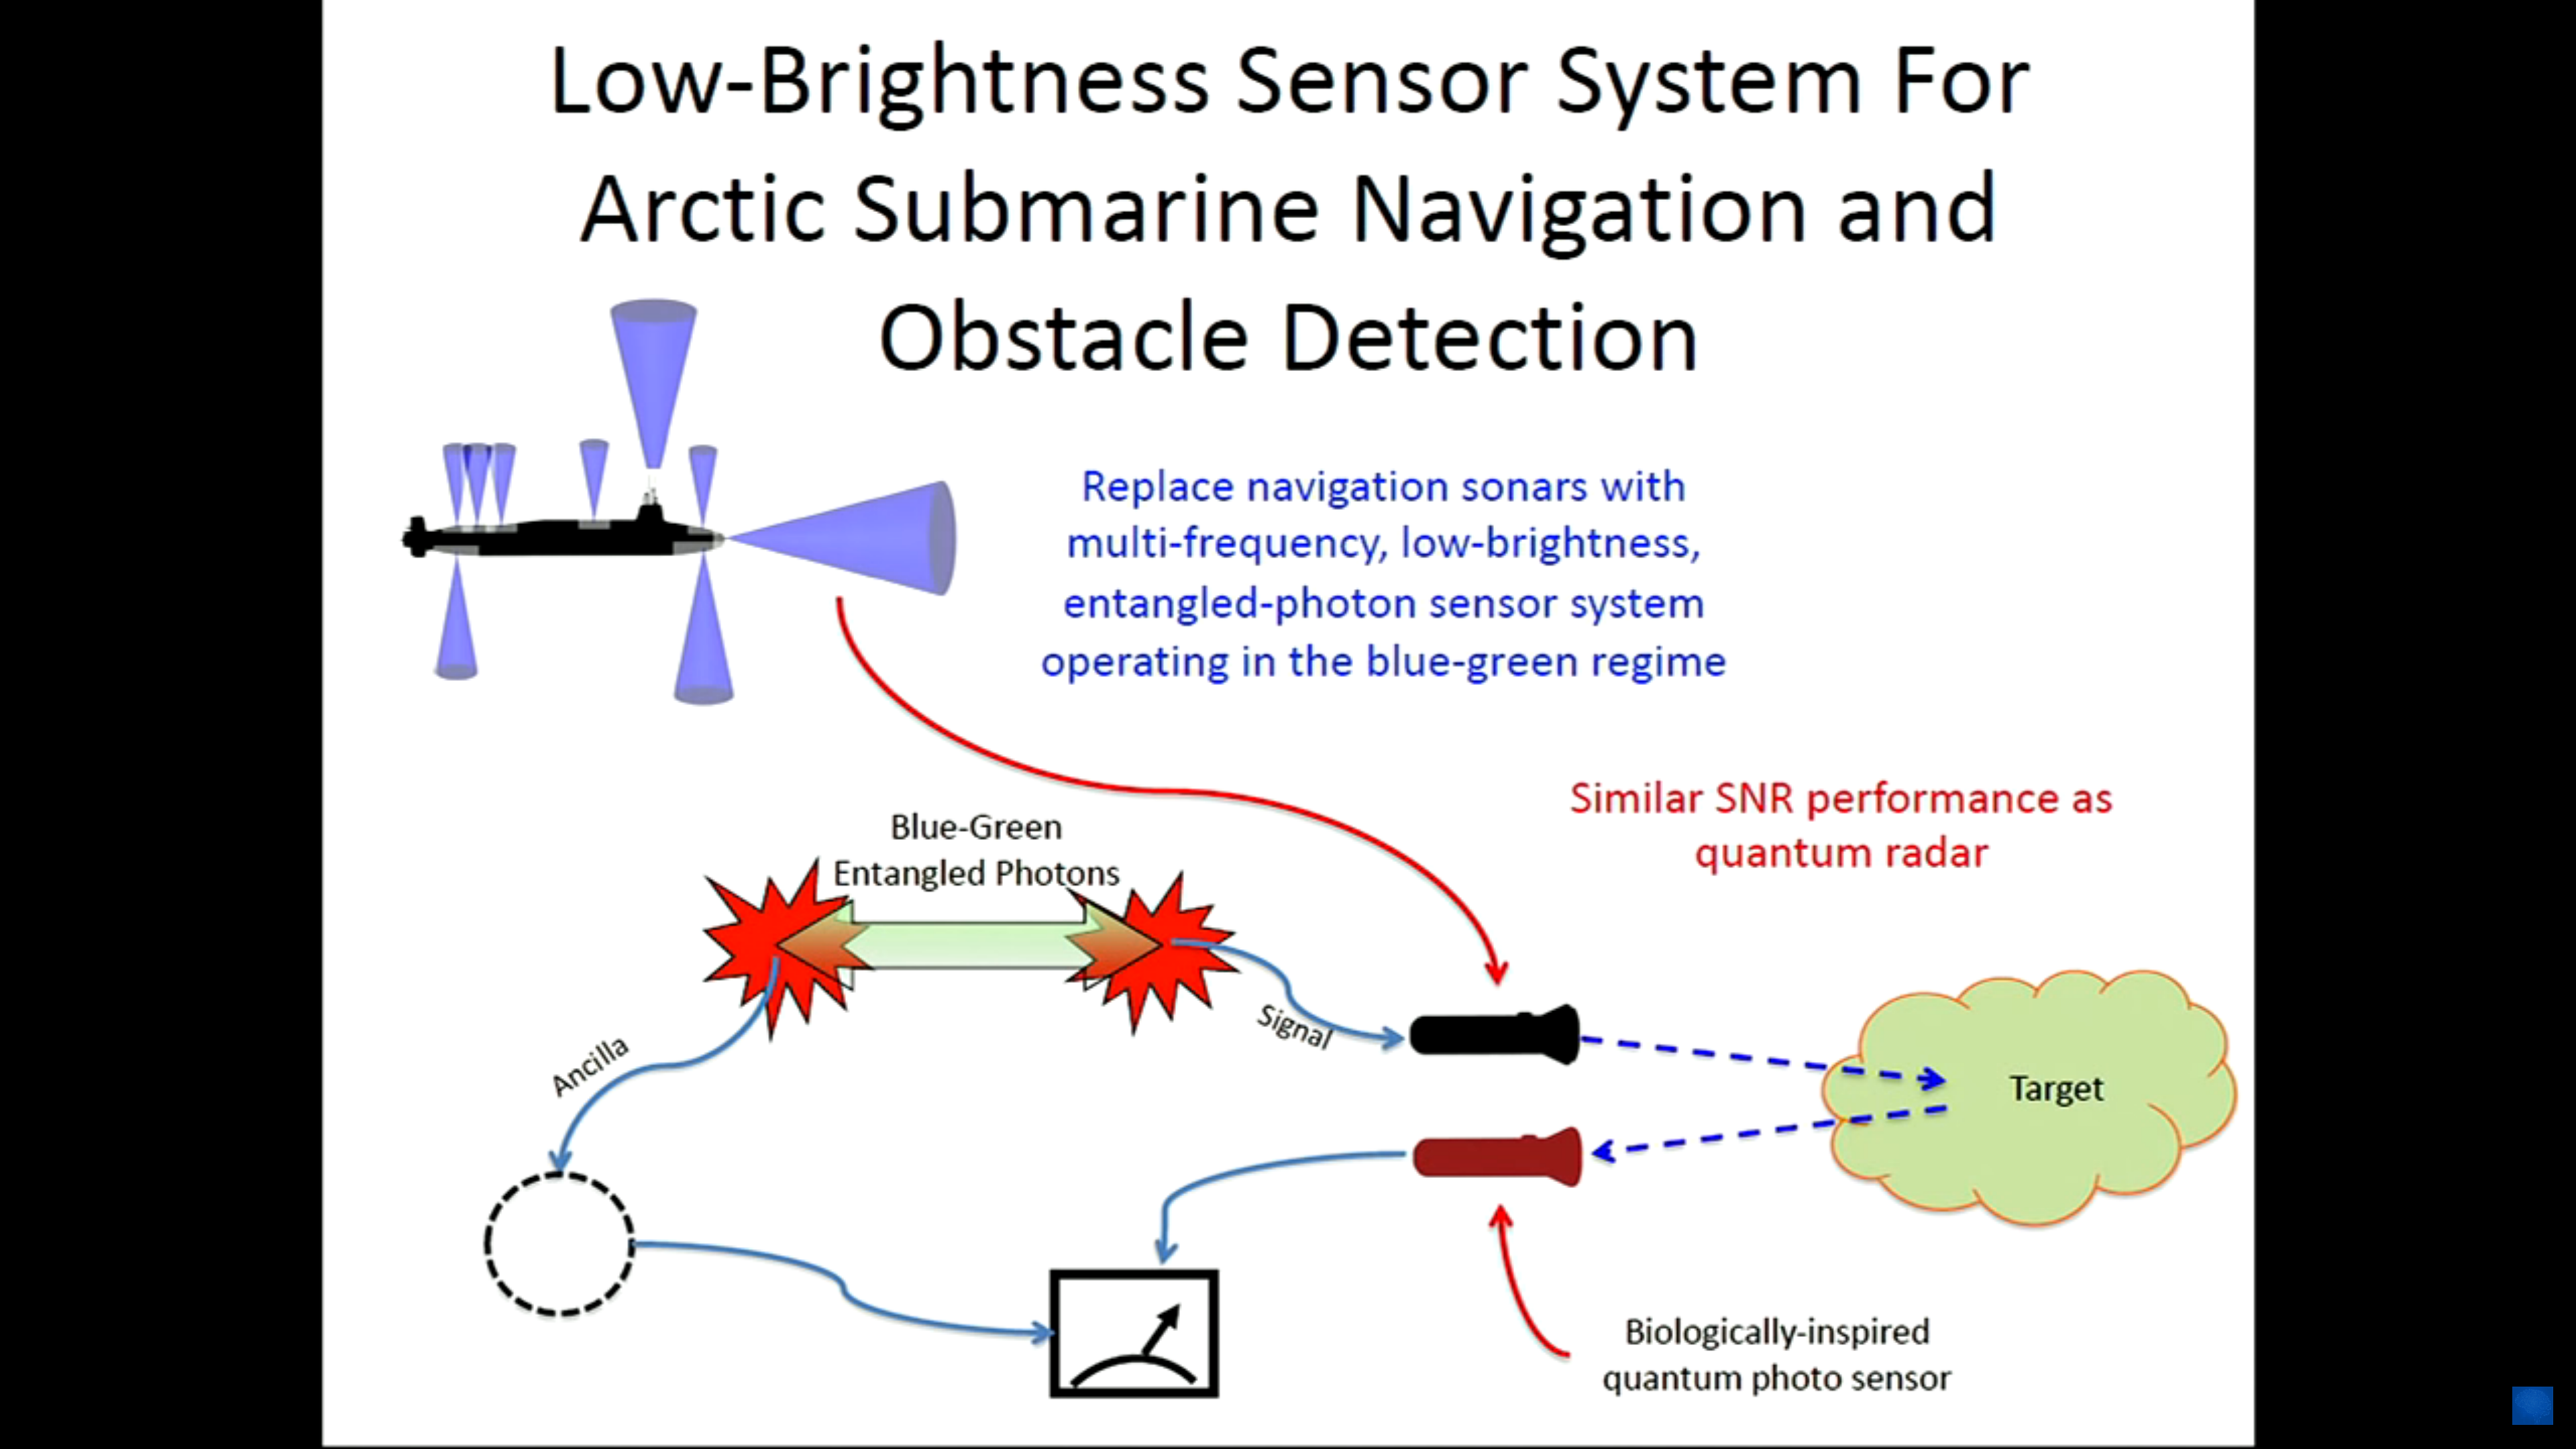 Low-Brightness Sensor System For
Arctic Submarine Navigation and
Obstacle Detection
Replace navigation sonars with
multi-frequency, low-brightness,
entangled-photon sensor system
operating in the blue-green regime
Similar SNR performance as
quantum radar
Blue-Green
Entangled Photons
Signal
Ancilla
Target
Biologically-inspired
quantum photo sensor